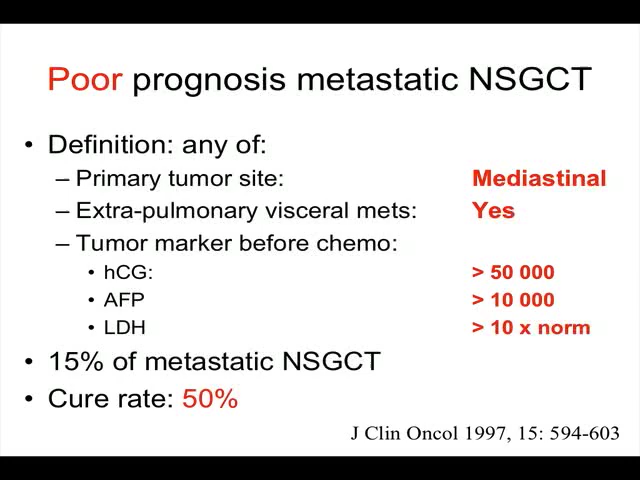 Poor prognosis metastatic NSGCT
• Definition: any of:
– Primary tumor site: Mediastinal
– Extra-pulmonary visceral mets: Yes
– Tumor marker before chemo:
• hCG: > 50 000
• AFP > 10 000
• LDH > 10 x norm
• 15% of metastatic NSGCT
• Cure rate: 50%
J Clin Oncol 1997, 15: 594-603